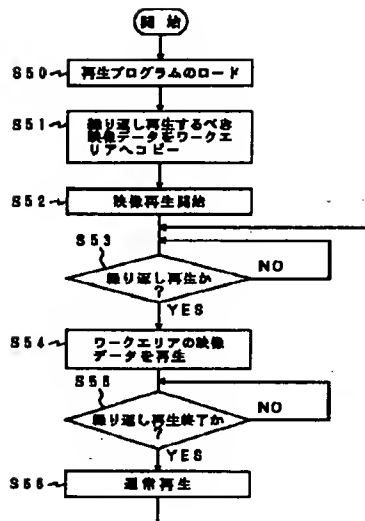 開始
S50
再生プログラムのロード
S51
繰り返し再生するべき
映像データをワークエ
リアへコピー
S52
映像再生開始
S53
繰り返し再生か
?
NO
YES
S54
ワークエリアの映像
データを再生
S55
繰り返し再生終了か
?
NO
YES
S56
通常再生